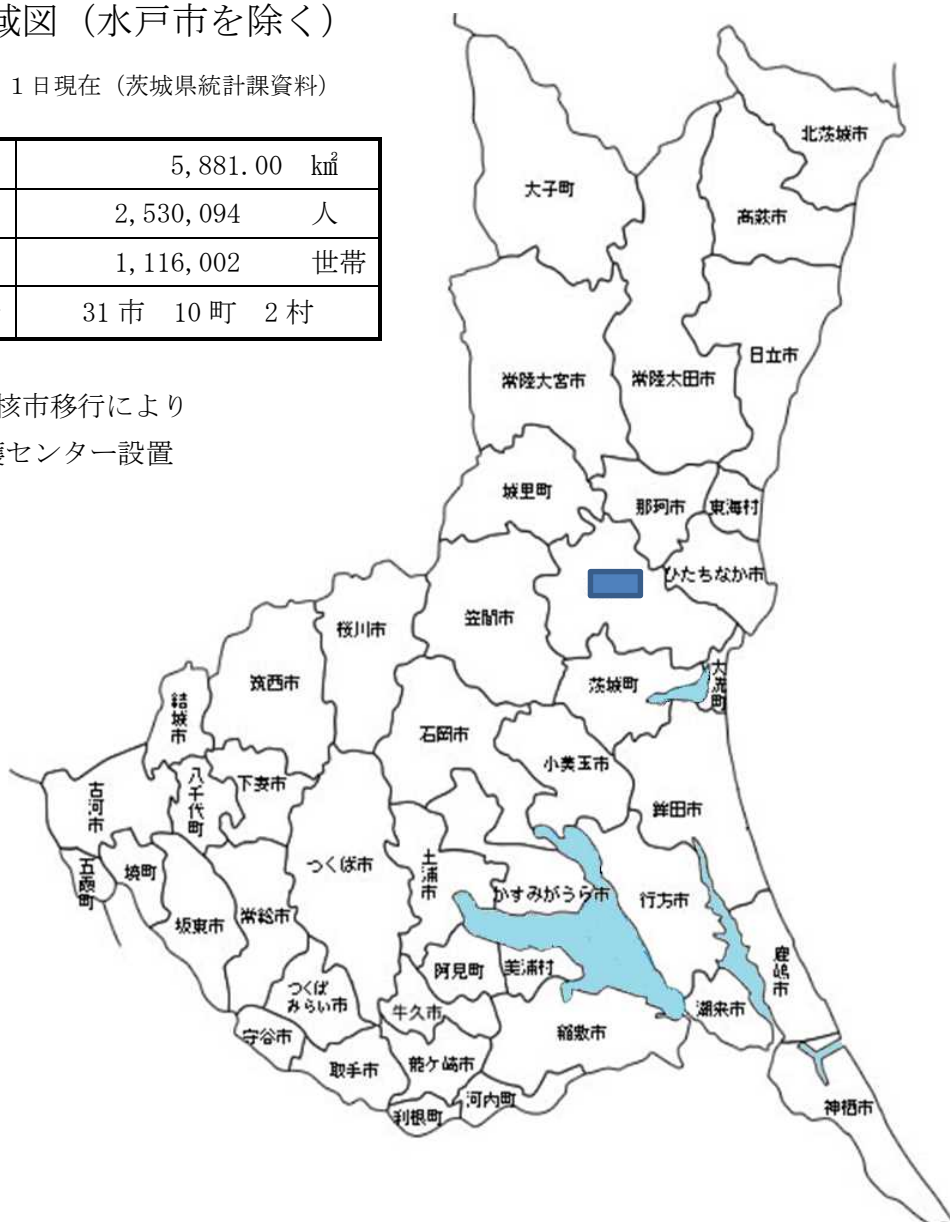 域図（水戸市を除く）
1日現在（茨城県統計課資料）
5,881.00 k㎡
2,530,094 人
1,116,002 世帯
31市 10町 2村
核市移行により
センター設置
北茨城市
大子町
高萩市
日立市
常陸大宮市
常陸太田市
城里町
那珂市
東海村
ひたちなか市
笠間市
桜川市
筑西市
結城市
茨城町
大洗町
石岡市
小美玉市
鉾田市
古河市
八千代町
下妻市
つくば市
土浦市
かすみがうら市
行方市
五霞町
境町
坂東市
常総市
阿見町
美浦村
鹿嶋市
つくば
みらい市
牛久市
稲敷市
潮来市
守谷市
取手市
龍ケ崎市
河内町
利根町
神栖市